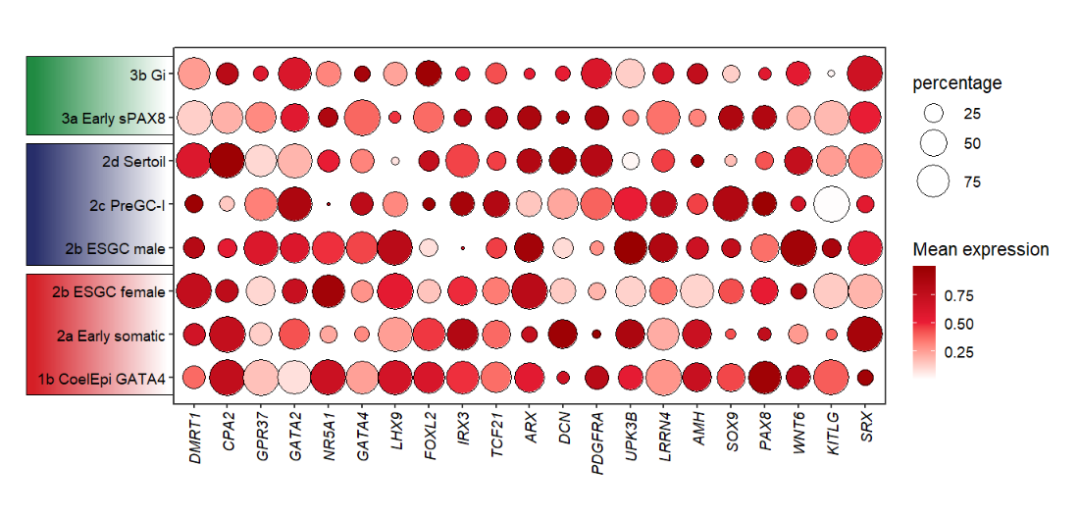 3b Gi
3a Early sPAX8
2d Sertoil
2c PreGC-I
2b ESGC male
2b ESGC female
2a Early somatic
1b CoelEpi GATA4
DMRT1 CPA2 GPR37 GATA2 NR5A1 GATA4 LHX9 FOXL2 IRX3 TCF21 ARX DCN PDGFRA UPK3B LRRN4 AMH SOX9 PAX8 WNT6 KITLG SRX
percentage
25
50
75
Mean expression
0.75
0.50
0.25